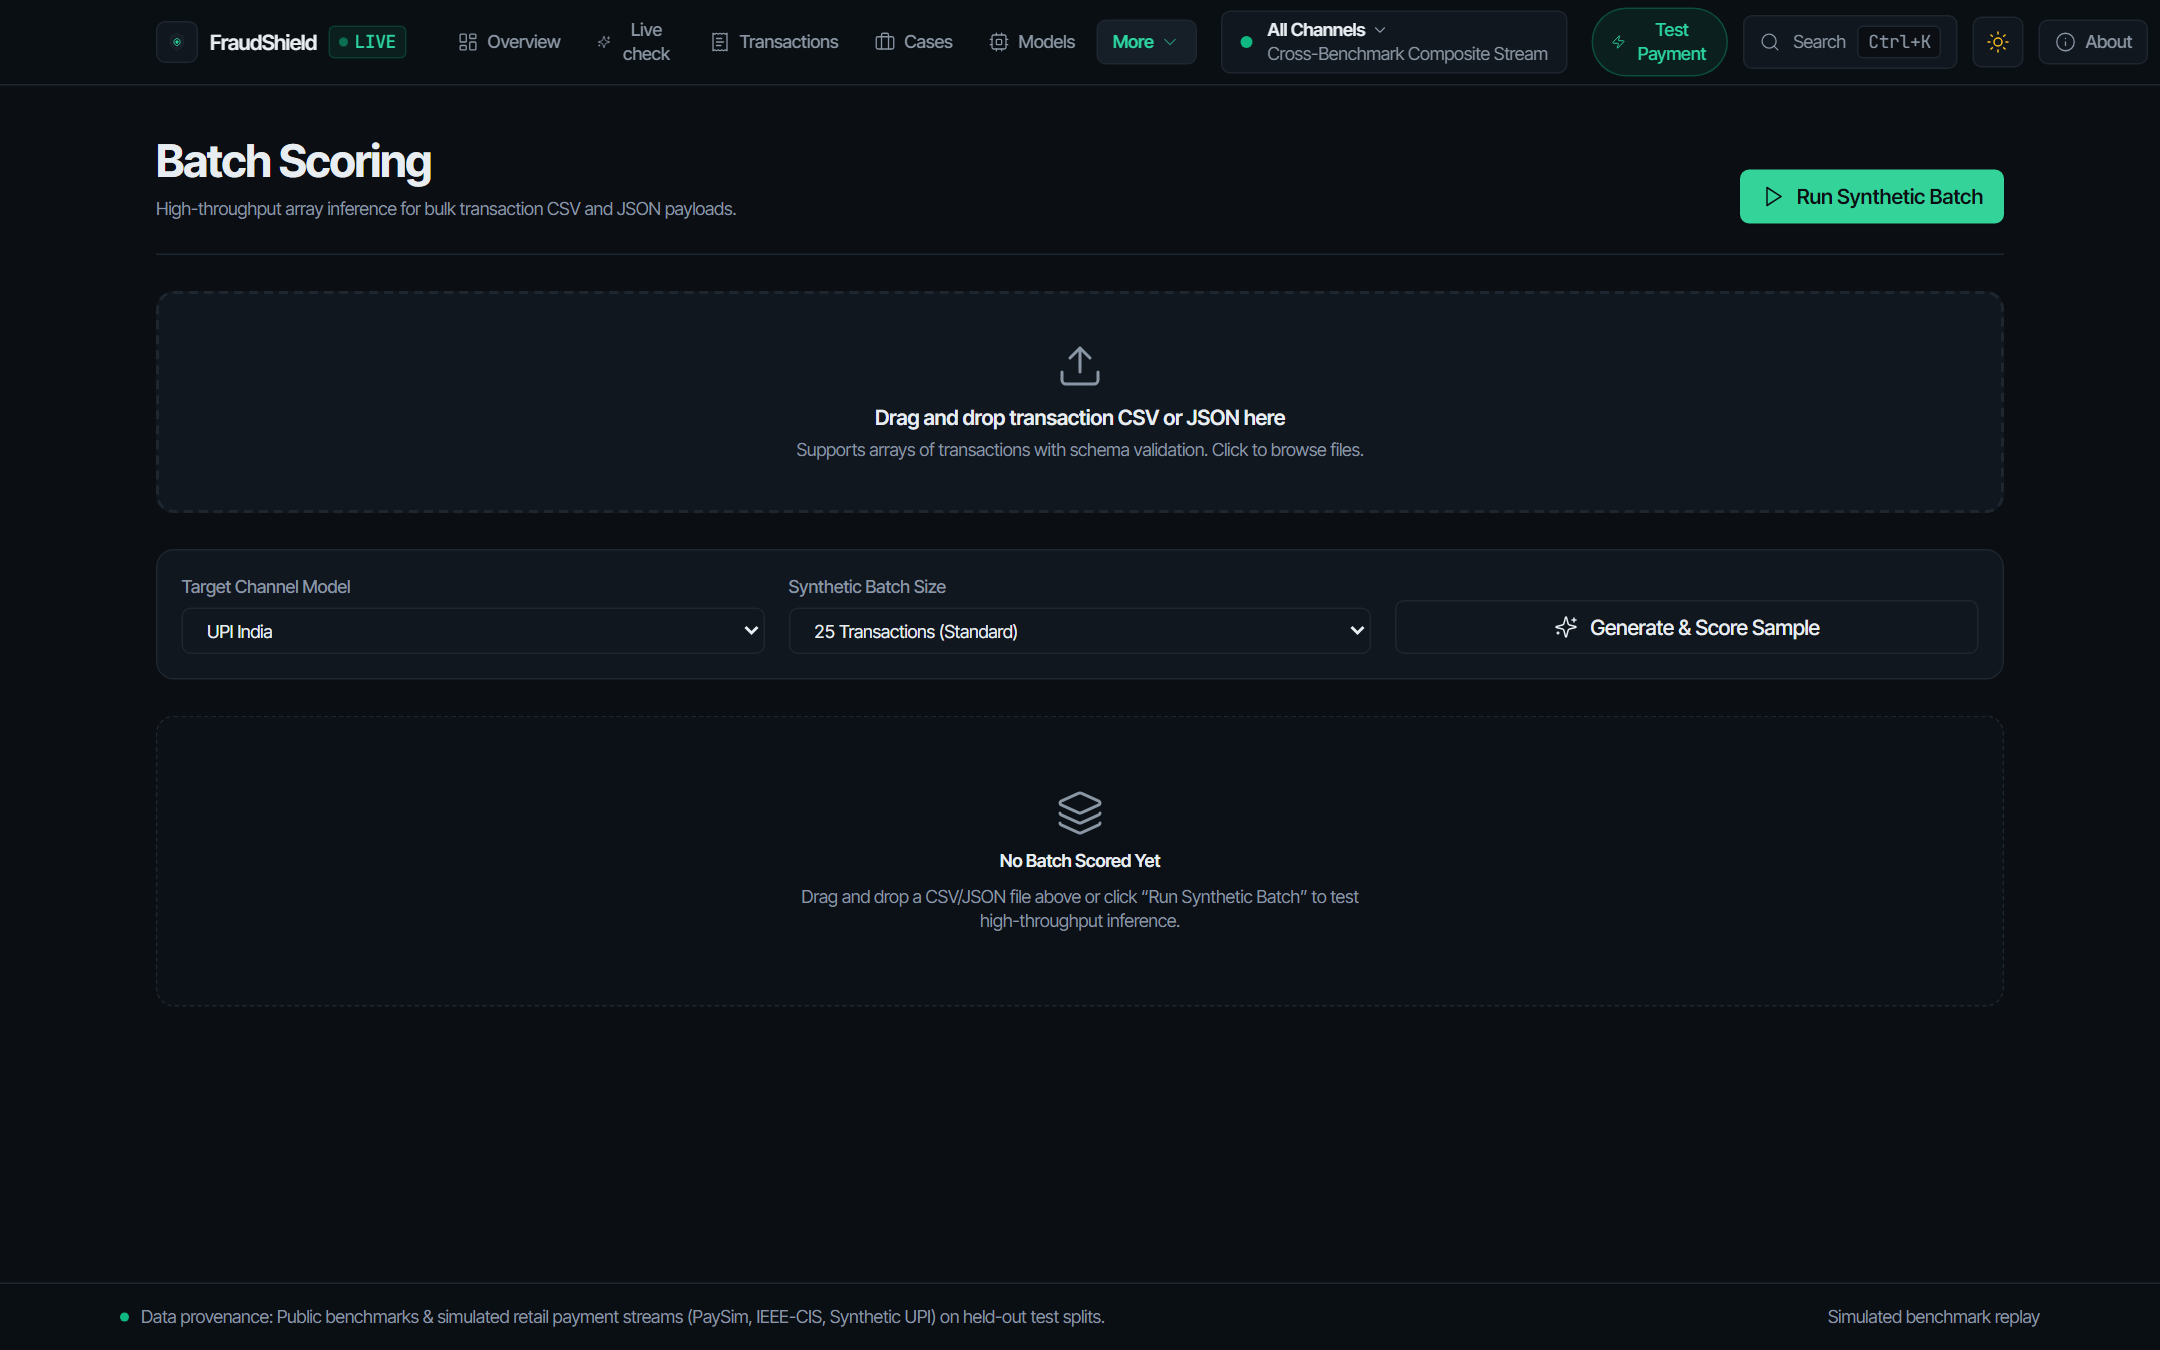 FraudShield
LIVE
Overview
Live
check
Transactions
Cases
Models
More
All Channels
Cross-Benchmark Composite Stream
Test
Payment
Search
Ctrl+K
About
Batch Scoring
High-throughput array inference for bulk transaction CSV and JSON payloads.
Run Synthetic Batch
Drag and drop transaction CSV or JSON here
Supports arrays of transactions with schema validation. Click to browse files.
Target Channel Model
UPI India
Synthetic Batch Size
25 Transactions (Standard)
Generate & Score Sample
No Batch Scored Yet
Drag and drop a CSV/JSON file above or click “Run Synthetic Batch” to test
high-throughput inference.
Data provenance: Public benchmarks & simulated retail payment streams (PaySim, IEEE-CIS, Synthetic UPI) on held-out test splits.
Simulated benchmark replay